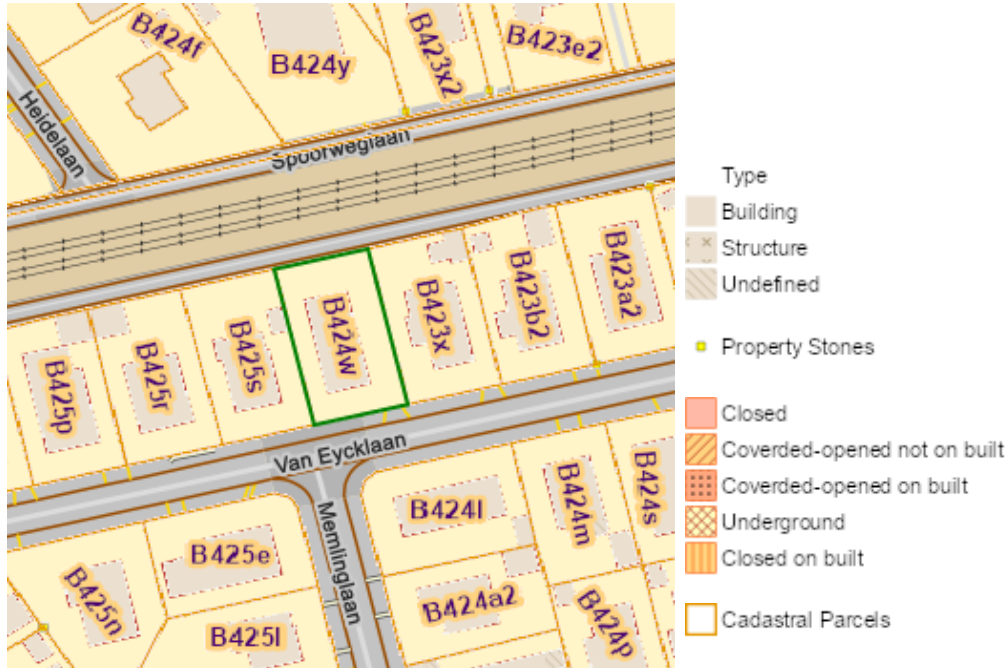 B424f
B424y
B423x2
B423e2
Heidelaan
Spoorweglaan
B425p
B425r
B425s
B424w
B423x
B423b2
B423a2
Van Eycklaan
Memlinglaan
B424l
B424m
B424s
B425e
B425n
B425l
B424a2
B424p
Type
Building
Structure
Undefined
Property Stones
Closed
Coverded-opened not on built
Coverded-opened on built
Underground
Closed on built
Cadastral Parcels